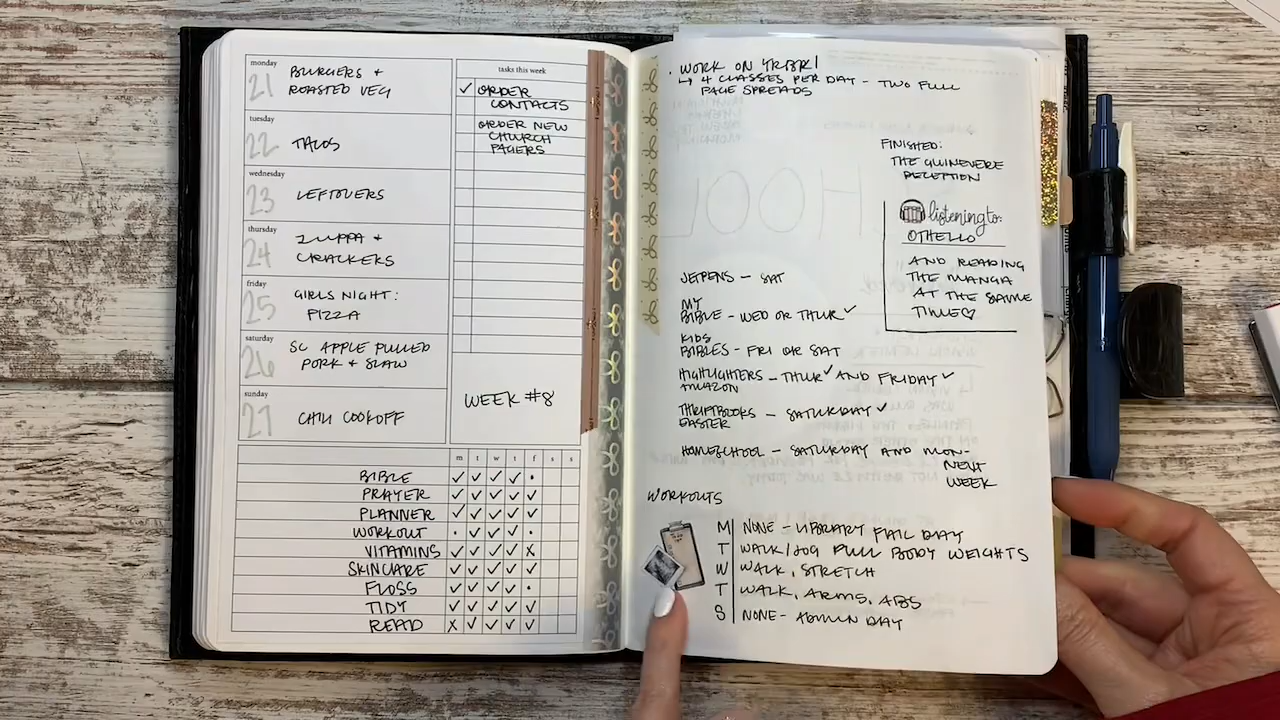 monday
21
BURGERS +
ROASTED VEG
tuesday
22
TACOS
wednesday
23
LEFTOVERS
thursday
24
ZUPPA +
CRACKERS
friday
25
GIRLS NIGHT:
PIZZA
saturday
26
SC APPLE PULLED
PORK + SLAW
sunday
27
CHILI COOKOFF
tasks this week
✓ ORDER
CONTACTS
ORDER NEW
CHURCH
PAGERS
WEEK #8
m t w t f s s
BIBLE ✓ ✓ ✓ ✓ •
PRAYER ✓ ✓ ✓ ✓ ✓
PLANNER ✓ ✓ ✓ ✓ ✓
WORKOUT • ✓ ✓ ✓ •
VITAMINS ✓ ✓ ✓ ✓ x
SKINCARE ✓ ✓ ✓ ✓ ✓
FLOSS ✓ ✓ ✓ ✓ •
TIDY ✓ ✓ ✓ ✓ ✓
READ x ✓ ✓ ✓ ✓
• WORK ON YRBK!
↳ 4 CLASSES PER DAY - TWO FULL
PAGE SPREADS
FINISHED:
THE GUINEVERE
DECEPTION
listening to:
OTHELLO
AND READING
THE MANGA
AT THE SAME
TIME♡
JETPENS - SAT
MY
BIBLE - WED OR THUR ✓
KIDS
BIBLES - FRI OR SAT
HIGHLIGHTERS - THUR ✓ AND FRIDAY ✓
AMAZON
THRIFTBOOKS - SATURDAY ✓
EASTER
HOMESCHOOL - SATURDAY AND MON-
NEXT
WEEK
WORKOUTS
M NONE - LIBRARY FAIL DAY
T WALK/JOG FULL BODY WEIGHTS
W WALK, STRETCH
T WALK, ARMS, ABS
S NONE - ADMIN DAY